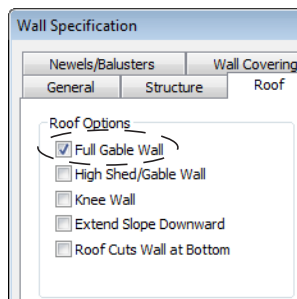 Wall Specification
Newels/Balusters Wall Covering
General Structure Roof
Roof Options
Full Gable Wall
High Shed/Gable Wall
Knee Wall
Extend Slope Downward
Roof Cuts Wall at Bottom